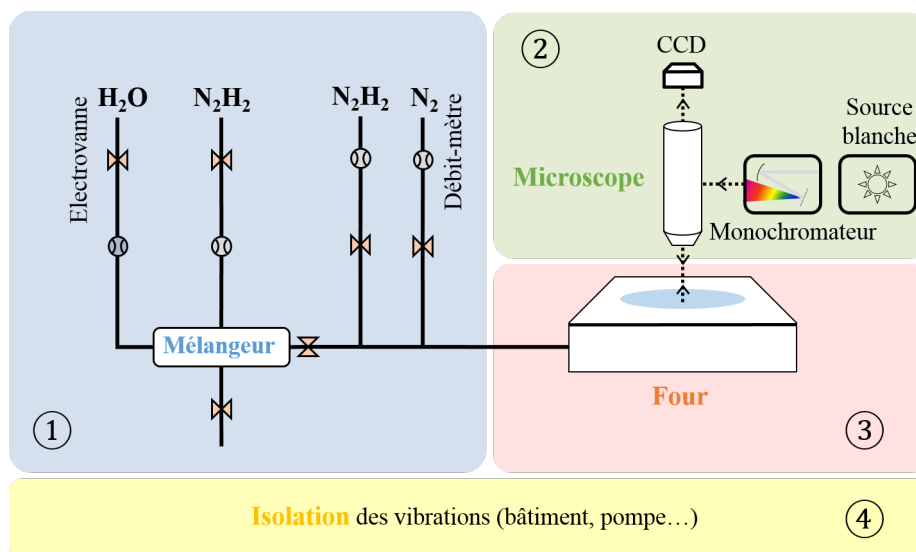 ①
H₂O
N₂H₂
N₂H₂
N₂
Electrovanne
Débit-mètre
Mélangeur
②
CCD
Source
blanche
Microscope
Monochromateur
Four
③
Isolation des vibrations (bâtiment, pompe…)
④